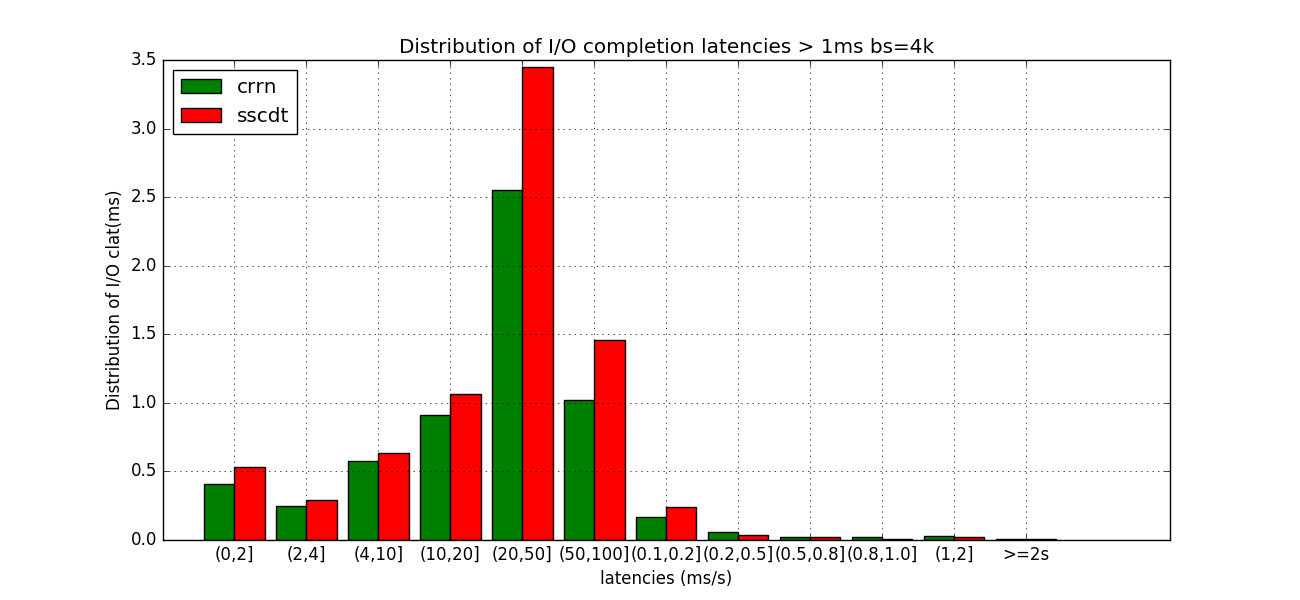 Distribution of I/O completion latencies > 1ms bs=4k
3.5
3.0
2.5
2.0
1.5
1.0
0.5
0.0
Distribution of I/O clat(ms)
crrn
sscdt
(0,2] (2,4] (4,10] (10,20] (20,50] (50,100] (0.1,0.2] (0.2,0.5] (0.5,0.8] (0.8,1.0] (1,2] >=2s
latencies (ms/s)